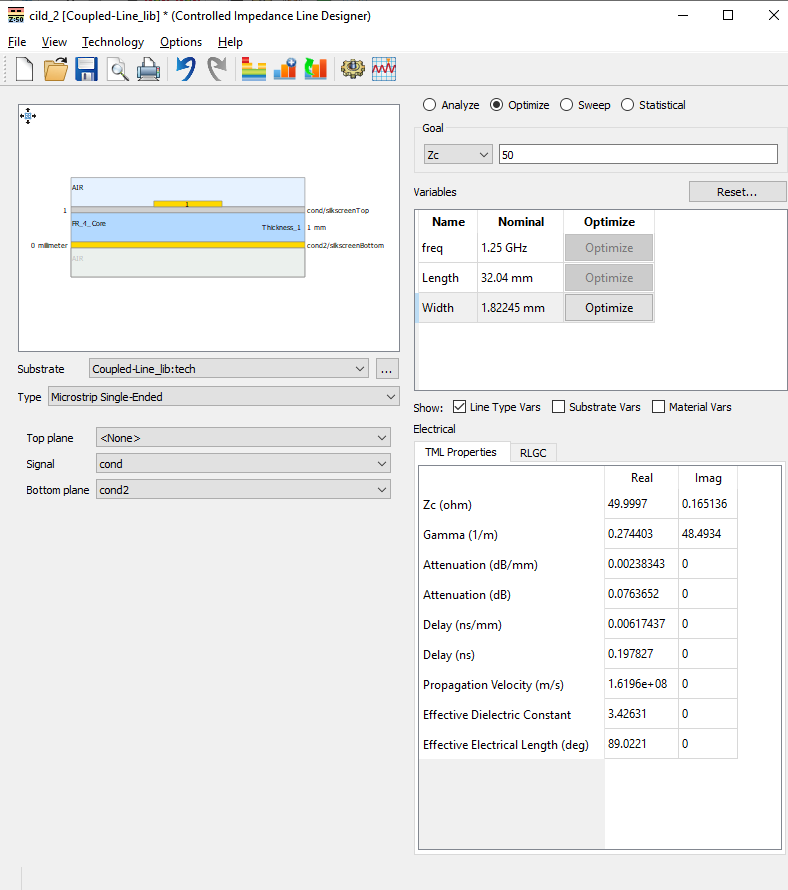 cild_2 [Coupled-Line_lib] * (Controlled Impedance Line Designer)
File View Technology Options Help
Analyze Optimize Sweep Statistical
Goal
Zc 50
Variables Reset...
Name Nominal Optimize
freq 1.25 GHz Optimize
Length 32.04 mm Optimize
Width 1.82245 mm Optimize
AIR
1
1 cond/silkscreenTop
FR_4_Core Thickness_1 1 mm
0 millimeter cond2/silkscreenBottom
AIR
Substrate Coupled-Line_lib:tech ...
Type Microstrip Single-Ended
Top plane <None>
Signal cond
Bottom plane cond2
Show: Line Type Vars Substrate Vars Material Vars
Electrical
TML Properties RLGC
Real Imag
Zc (ohm) 49.9997 0.165136
Gamma (1/m) 0.274403 48.4934
Attenuation (dB/mm) 0.00238343 0
Attenuation (dB) 0.0763652 0
Delay (ns/mm) 0.00617437 0
Delay (ns) 0.197827 0
Propagation Velocity (m/s) 1.6196e+08 0
Effective Dielectric Constant 3.42631 0
Effective Electrical Length (deg) 89.0221 0